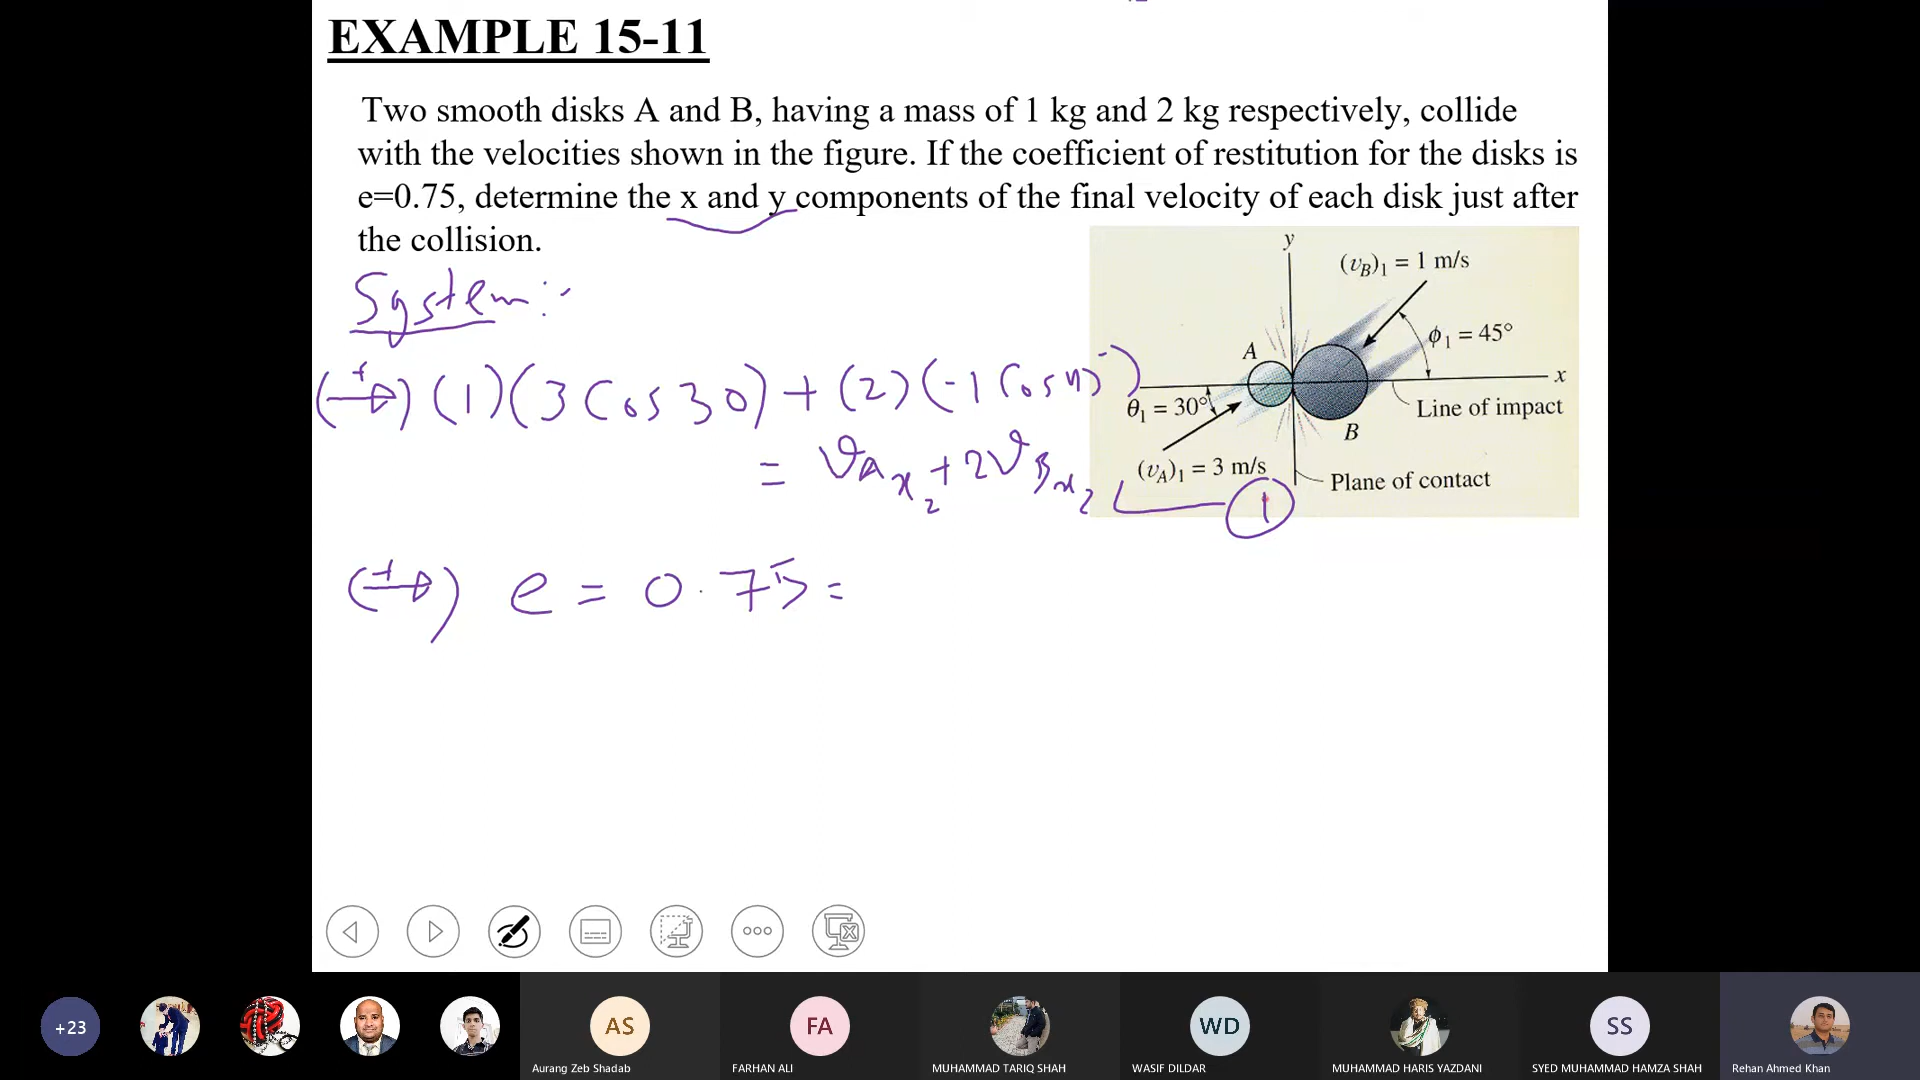 EXAMPLE 15-11
Two smooth disks A and B, having a mass of 1 kg and 2 kg respectively, collide
with the velocities shown in the figure. If the coefficient of restitution for the disks is
e=0.75, determine the x and y components of the final velocity of each disk just after
the collision.
System:-
y
(v_B)₁ = 1 m/s
ϕ₁ = 45°
A
x
θ₁ = 30°
Line of impact
B
(v_A)₁ = 3 m/s
Plane of contact
(→+) (1)(3 Cos 30) + (2)(-1 Cos 45)
= vAx₂ + 2vBx₂
1
(→+) e = 0.75 =
+23
AS
FA
WD
SS
Aurang Zeb Shadab
FARHAN ALI
MUHAMMAD TARIQ SHAH
WASIF DILDAR
MUHAMMAD HARIS YAZDANI
SYED MUHAMMAD HAMZA SHAH
Rehan Ahmed Khan